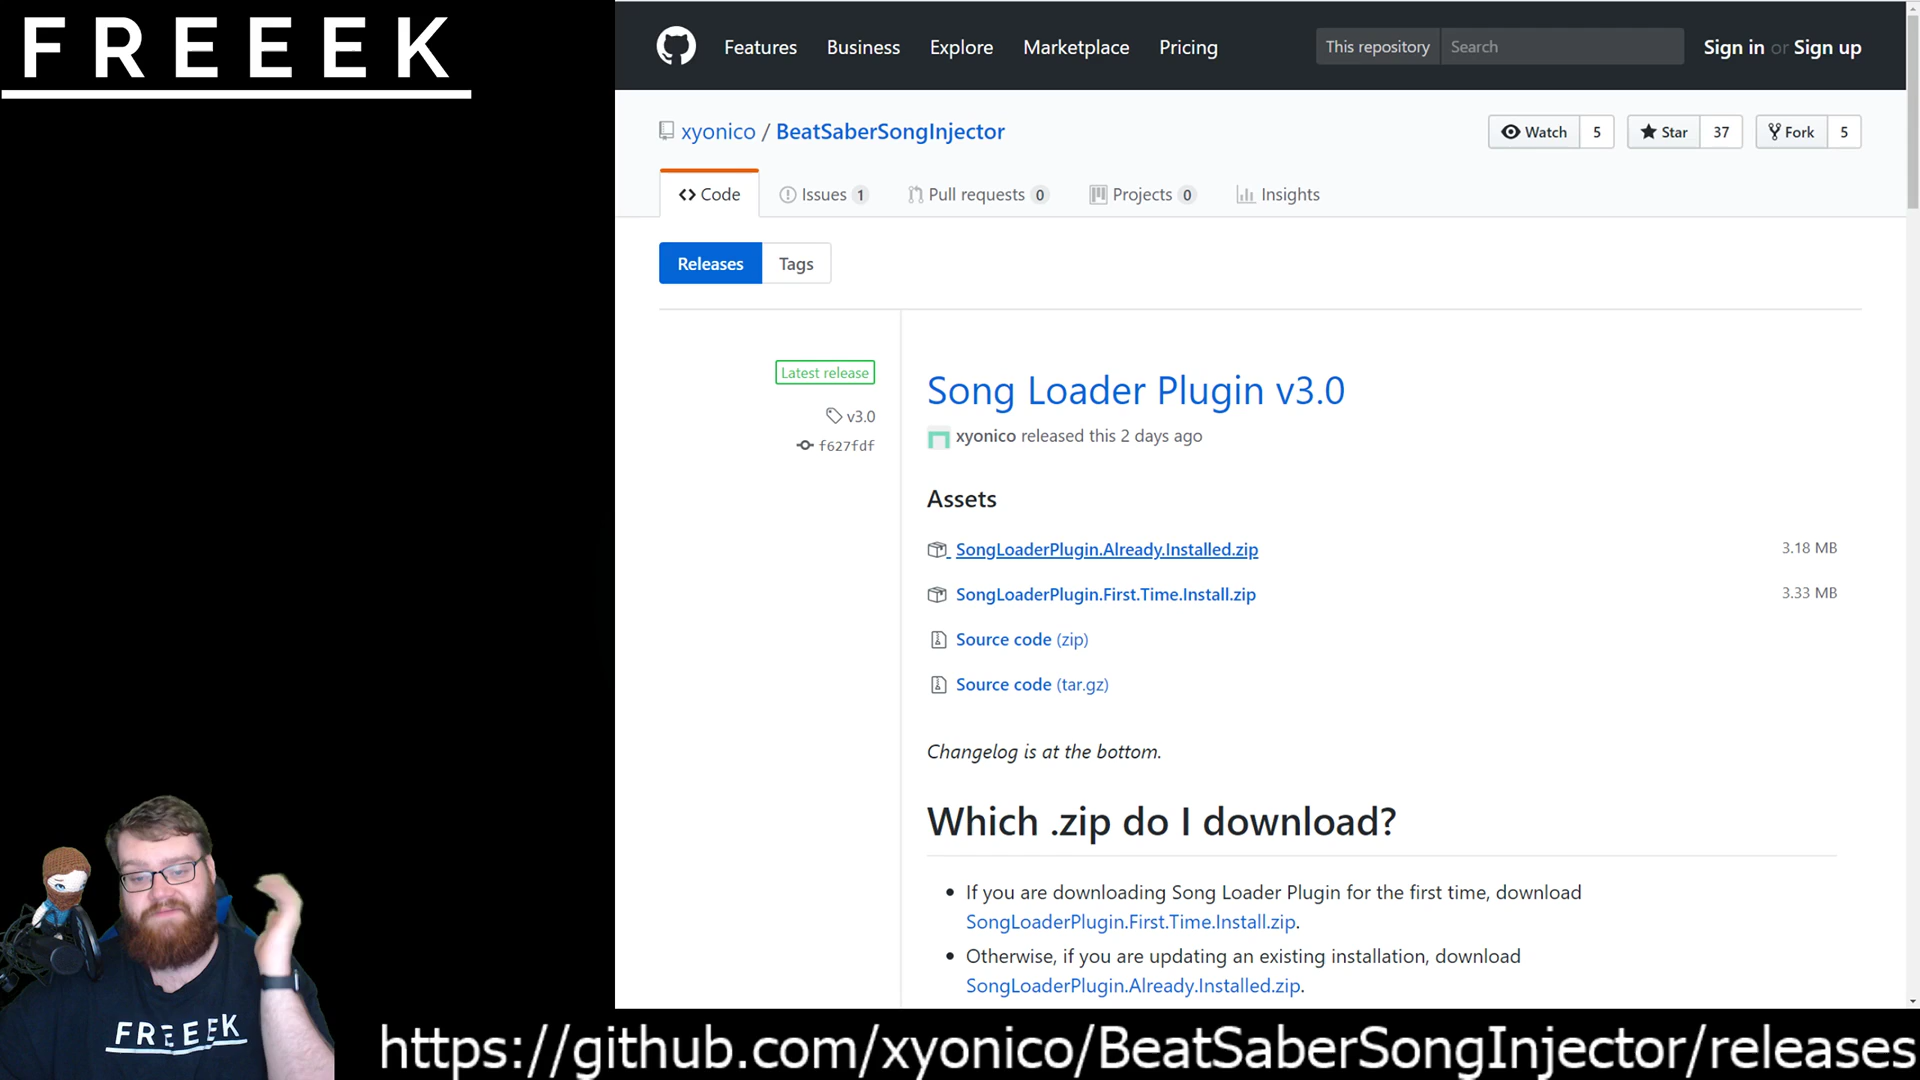 FREEEK
Features Business Explore Marketplace Pricing This repository Search Sign in or Sign up
xyonico / BeatSaberSongInjector Watch 5 Star 37 Fork 5
Code Issues 1 Pull requests 0 Projects 0 Insights
Releases Tags
Latest release
v3.0
f627fdf
Song Loader Plugin v3.0
xyonico released this 2 days ago
Assets
SongLoaderPlugin.Already.Installed.zip 3.18 MB
SongLoaderPlugin.First.Time.Install.zip 3.33 MB
Source code (zip)
Source code (tar.gz)
Changelog is at the bottom.
Which .zip do I download?
If you are downloading Song Loader Plugin for the first time, download
SongLoaderPlugin.First.Time.Install.zip.
Otherwise, if you are updating an existing installation, download
SongLoaderPlugin.Already.Installed.zip.
FREEEK
https://github.com/xyonico/BeatSaberSongInjector/releases